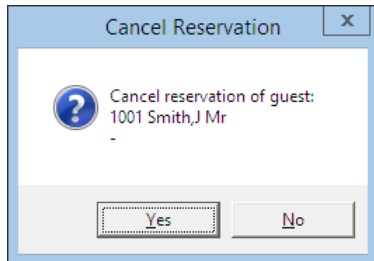 Cancel Reservation
x
?
Cancel reservation of guest:
1001 Smith,J Mr
-
Yes
No